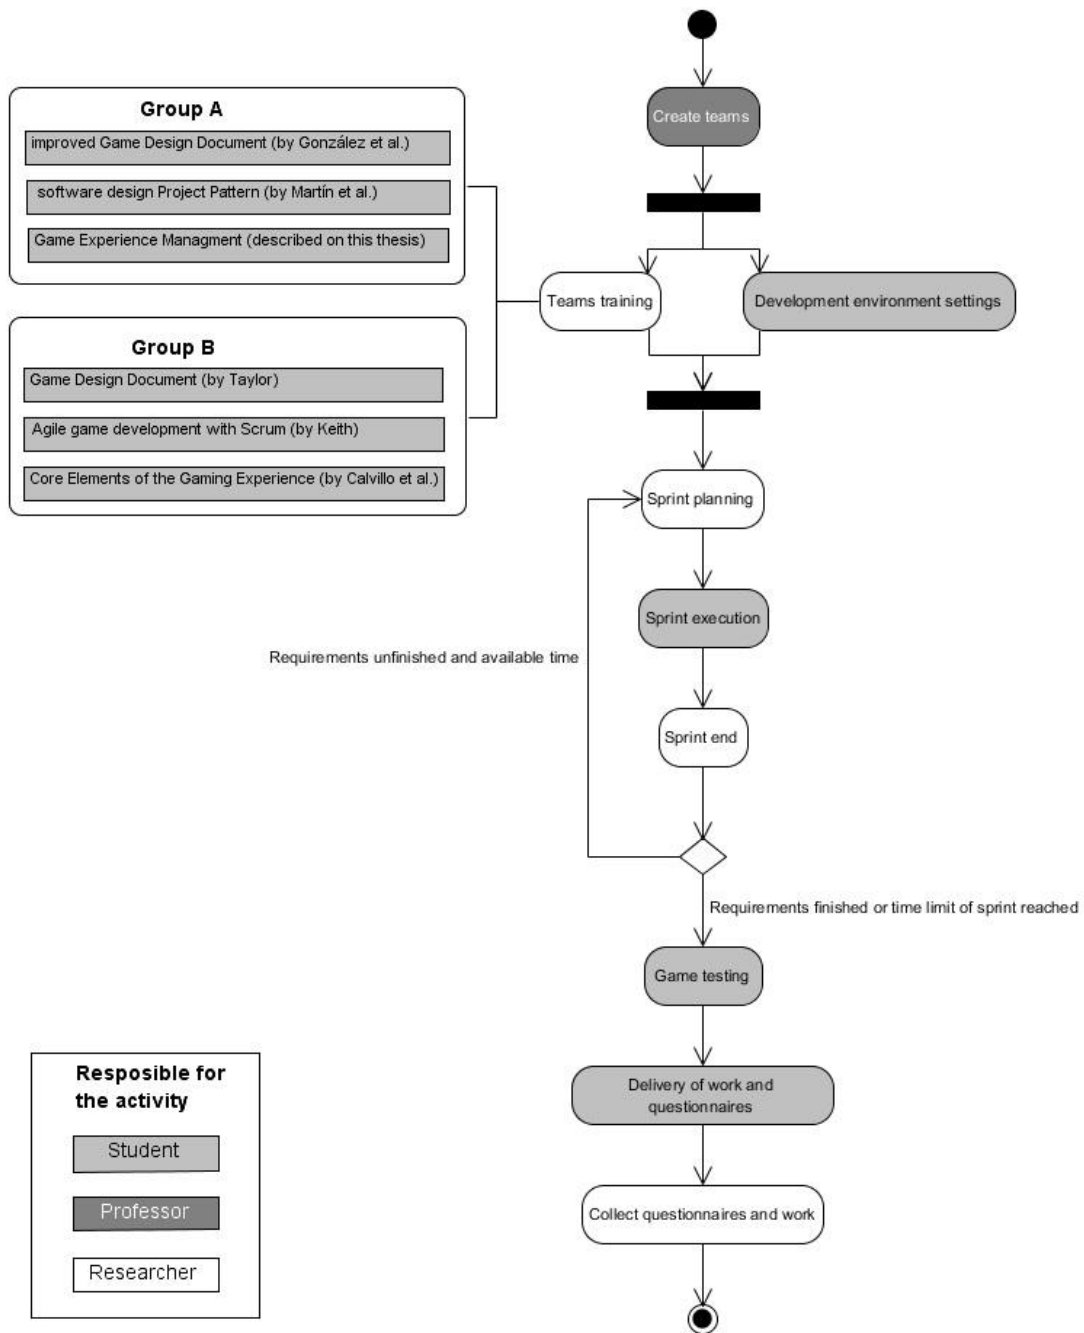 Create teams
Group A
improved Game Design Document (by González et al.)
software design Project Pattern (by Martín et al.)
Game Experience Managment (described on this thesis)
Teams training
Development environment settings
Group B
Game Design Document (by Taylor)
Agile game development with Scrum (by Keith)
Core Elements of the Gaming Experience (by Calvillo et al.)
Sprint planning
Sprint execution
Requirements unfinished and available time
Sprint end
Requirements finished or time limit of sprint reached
Game testing
Delivery of work and
questionnaires
Collect questionnaires and work
Resposible for
the activity
Student
Professor
Researcher